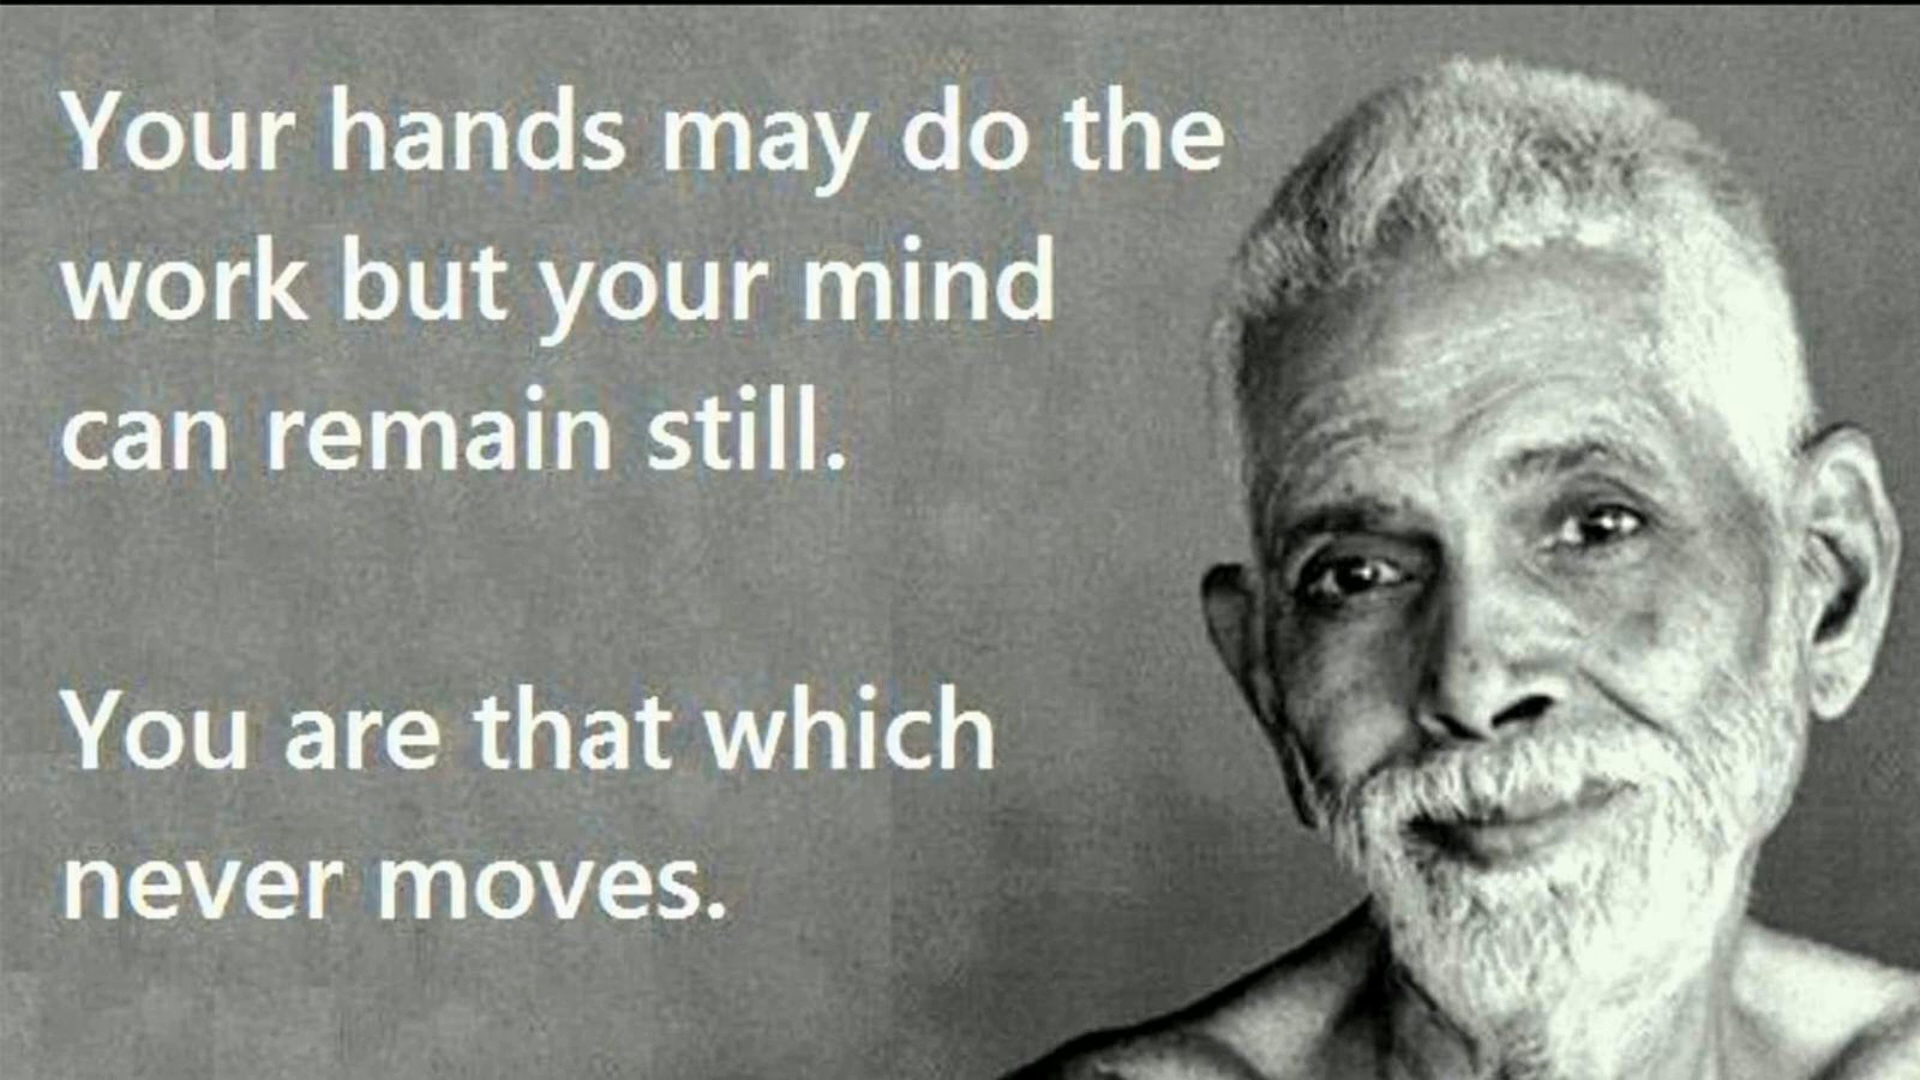 Your hands may do the
work but your mind
can remain still.
You are that which
never moves.